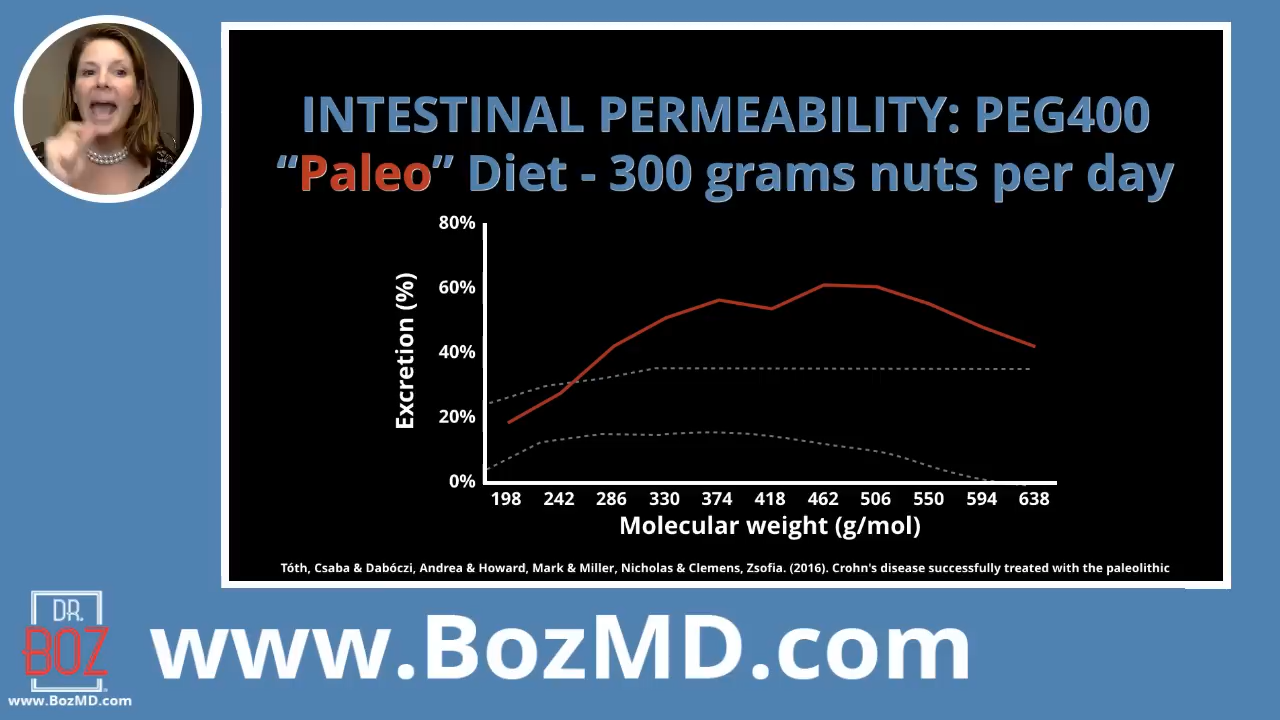 INTESTINAL PERMEABILITY: PEG400
“Paleo” Diet - 300 grams nuts per day
80%
60%
40%
20%
0%
Excretion (%)
198 242 286 330 374 418 462 506 550 594 638
Molecular weight (g/mol)
Tóth, Csaba & Dabóczi, Andrea & Howard, Mark & Miller, Nicholas & Clemens, Zsofia. (2016). Crohn's disease successfully treated with the paleolithic
DR.
BOZ
www.BozMD.com
www.BozMD.com